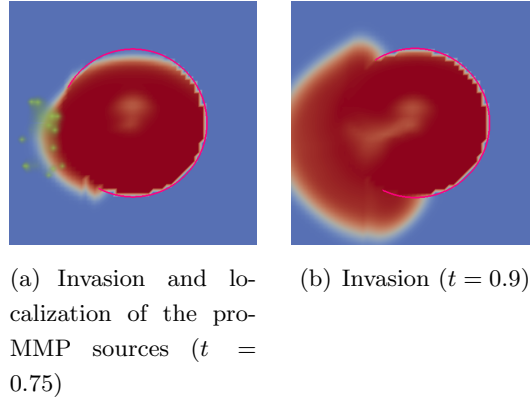 (a) Invasion and lo-
calization of the pro-
MMP sources (t =
0.75)
(b) Invasion (t = 0.9)